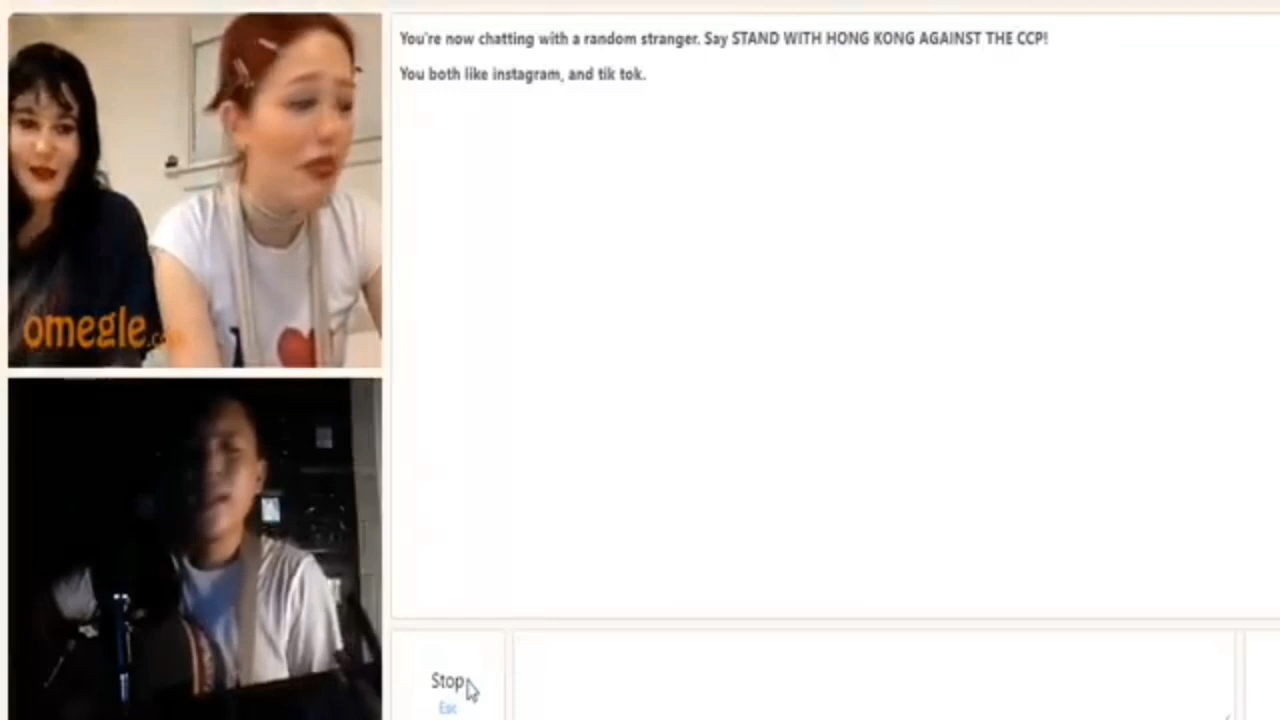 You're now chatting with a random stranger. Say STAND WITH HONG KONG AGAINST THE CCP!
You both like instagram, and tik tok.
omegle.com
Stop
Esc